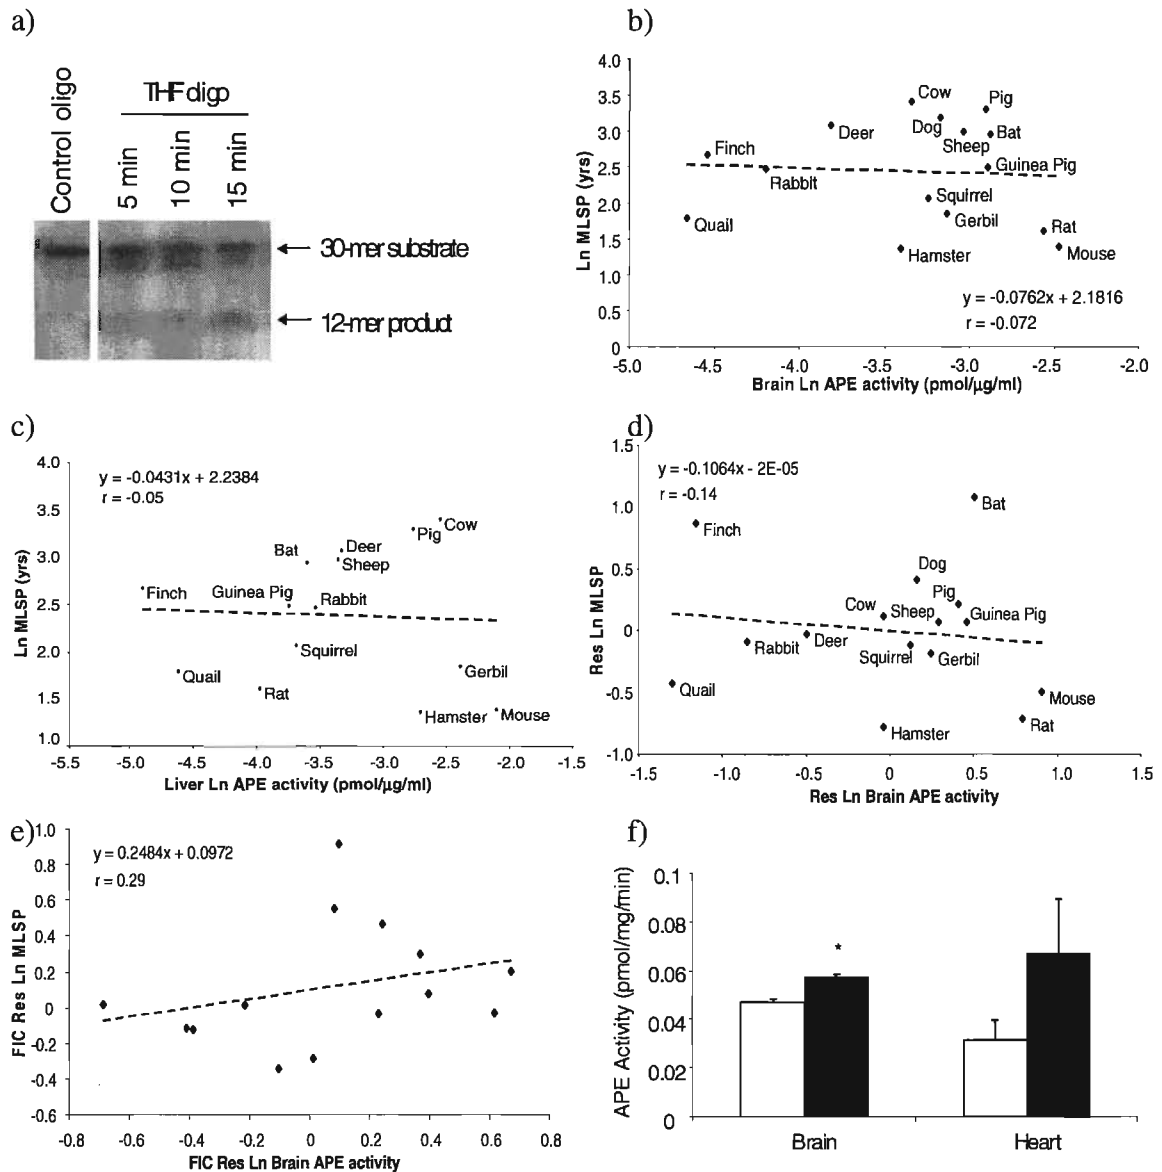 a)
Control oligo
THF digo
5 min
10 min
15 min
30-mer substrate
12-mer product
b)
Ln MLSP (yrs)
4.0
3.5
3.0
2.5
2.0
1.5
1.0
0.5
0
Cow
Pig
Deer
Dog
Bat
Sheep
Finch
Guinea Pig
Rabbit
Squirrel
Quail
Gerbil
Rat
Hamster
Mouse
y = -0.0762x + 2.1816
r = -0.072
-5.0 -4.5 -4.0 -3.5 -3.0 -2.5 -2.0
Brain Ln APE activity (pmol/µg/ml)
c)
Ln MLSP (yrs)
4.0
3.5
3.0
2.5
2.0
1.5
1.0
y = -0.0431x + 2.2384
r = -0.05
Cow
Pig
Bat
Deer
Sheep
Finch
Guinea Pig
Rabbit
Squirrel
Quail
Gerbil
Rat
Hamster
Mouse
-5.5 -5.0 -4.5 -4.0 -3.5 -3.0 -2.5 -2.0 -1.5
Liver Ln APE activity (pmol/µg/ml)
d)
Res Ln MLSP
1.5
1.0
0.5
0
-0.5
-1.0
y = -0.1064x - 2E-05
r = -0.14
Bat
Finch
Dog
Pig
Cow
Sheep
Guinea Pig
Rabbit
Deer
Squirrel
Gerbil
Quail
Mouse
Hamster
Rat
-1.5 -1.0 -0.5 0 0.5 1.0 1.5
Res Ln Brain APE activity
e)
FIC Res Ln MLSP
1.0
0.8
0.6
0.4
0.2
0
-0.2
-0.4
-0.6
y = 0.2484x + 0.0972
r = 0.29
-0.8 -0.6 -0.4 -0.2 0 0.2 0.4 0.6 0.8
FIC Res Ln Brain APE activity
f)
APE Activity (pmol/mg/min)
0.1
0.08
0.06
0.04
0.02
0
*
Brain
Heart